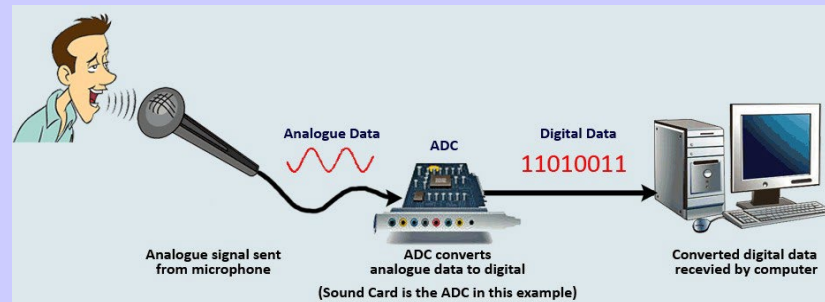 Analogue Data
ADC
Digital Data
11010011
Analogue signal sent
from microphone
ADC converts
analogue data to digital
Converted digital data
recevied by computer
(Sound Card is the ADC in this example)